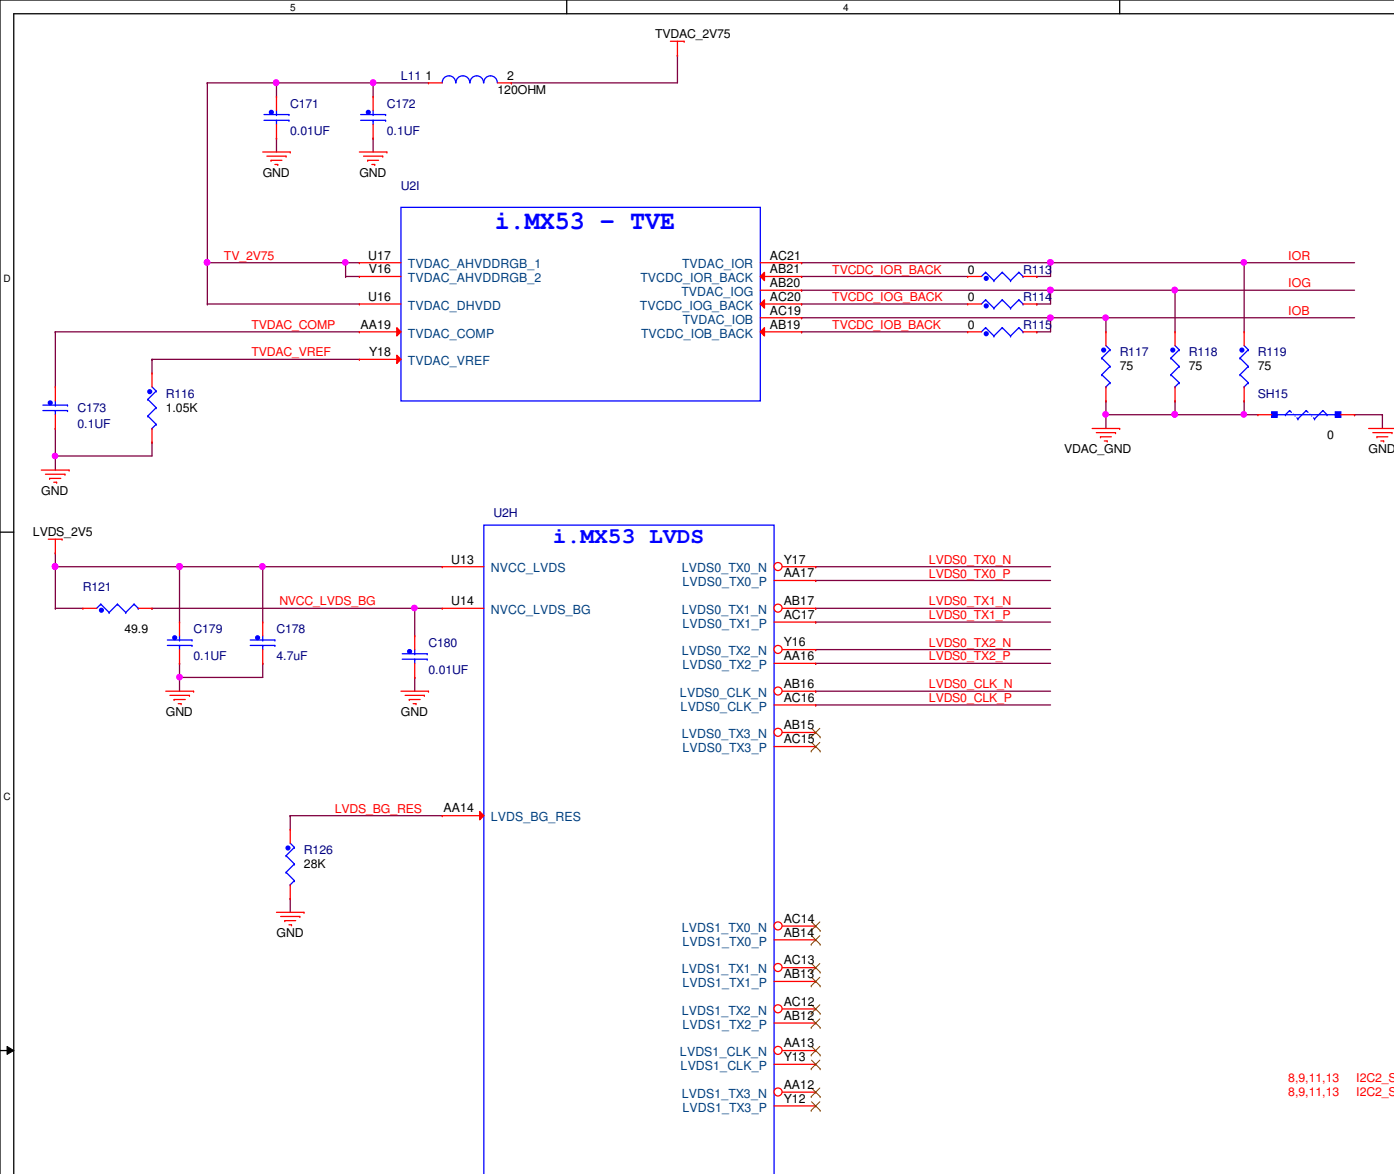 5
4
TVDAC_2V75
L11 1
2
120OHM
C171
0.01UF
C172
0.1UF
GND
GND
U2I
i.MX53 - TVE
D
TV_2V75
U17
V16
U16
TVDAC_COMP
AA19
TVDAC_VREF
Y18
TVDAC_AHVDDRGB_1
TVDAC_AHVDDRGB_2
TVDAC_DHVDD
TVDAC_COMP
TVDAC_VREF
TVDAC_IOR
TVCDC_IOR_BACK
TVDAC_IOG
TVCDC_IOG_BACK
TVDAC_IOB
TVCDC_IOB_BACK
AC21
AB21
AB20
AC20
AC19
AB19
TVCDC_IOR_BACK
0
R113
TVCDC_IOG_BACK
0
R114
TVCDC_IOB_BACK
0
R115
IOR
IOG
IOB
R117
75
R118
75
R119
75
SH15
0
VDAC_GND
GND
C173
0.1UF
R116
1.05K
GND
LVDS_2V5
U2H
i.MX53 LVDS
R121
49.9
NVCC_LVDS_BG
U13
U14
NVCC_LVDS
NVCC_LVDS_BG
C179
0.1UF
C178
4.7uF
C180
0.01UF
GND
GND
LVDS0_TX0_N
LVDS0_TX0_P
LVDS0_TX1_N
LVDS0_TX1_P
LVDS0_TX2_N
LVDS0_TX2_P
LVDS0_CLK_N
LVDS0_CLK_P
LVDS0_TX3_N
LVDS0_TX3_P
Y17
AA17
AB17
AC17
Y16
AA16
AB16
AC16
AB15
AC15
LVDS0_TX0_N
LVDS0_TX0_P
LVDS0_TX1_N
LVDS0_TX1_P
LVDS0_TX2_N
LVDS0_TX2_P
LVDS0_CLK_N
LVDS0_CLK_P
C
LVDS_BG_RES
AA14
LVDS_BG_RES
R126
28K
GND
LVDS1_TX0_N
LVDS1_TX0_P
LVDS1_TX1_N
LVDS1_TX1_P
LVDS1_TX2_N
LVDS1_TX2_P
LVDS1_CLK_N
LVDS1_CLK_P
LVDS1_TX3_N
LVDS1_TX3_P
AC14
AB14
AC13
AB13
AC12
AB12
AA13
Y13
AA12
Y12
8,9,11,13 I2C2_S
8,9,11,13 I2C2_S